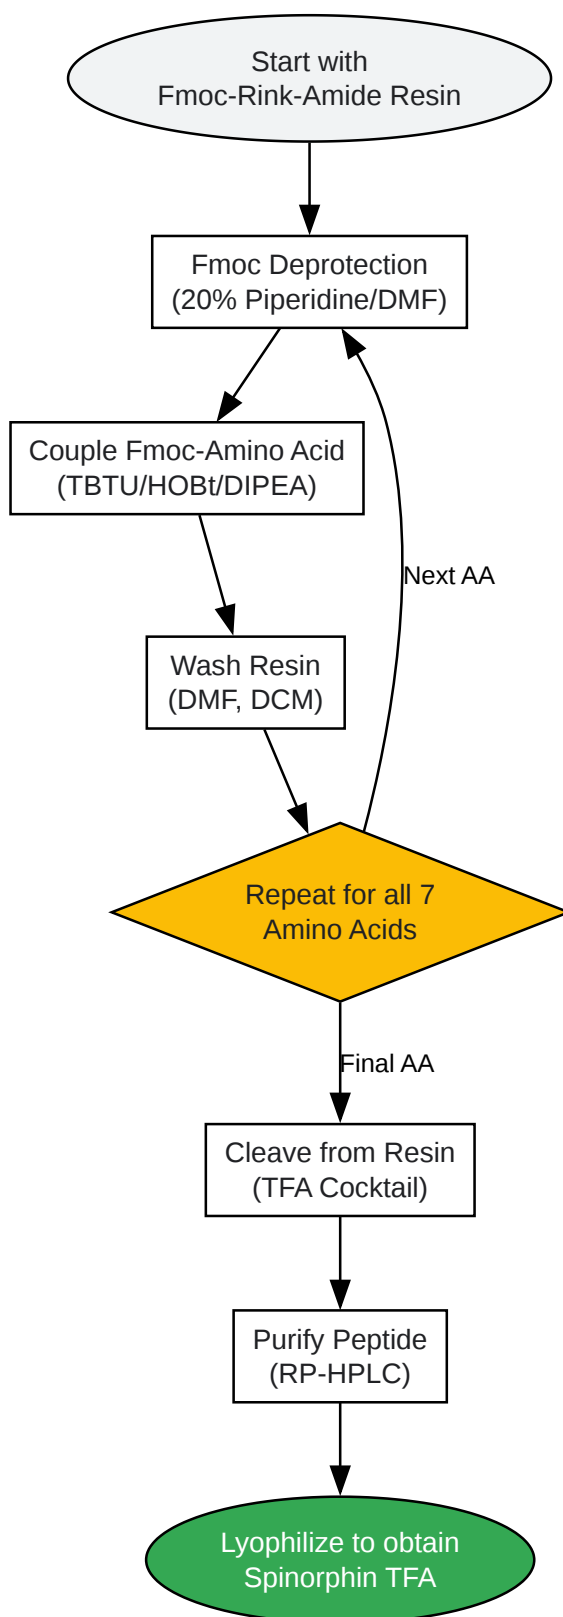 Start with
Fmoc-Rink-Amide Resin
Fmoc Deprotection
(20% Piperidine/DMF)
Couple Fmoc-Amino Acid
(TBTU/HOBt/DIPEA)
Next AA
Wash Resin
(DMF, DCM)
Repeat for all 7
Amino Acids
Final AA
Cleave from Resin
(TFA Cocktail)
Purify Peptide
(RP-HPLC)
Lyophilize to obtain
Spinorphin TFA